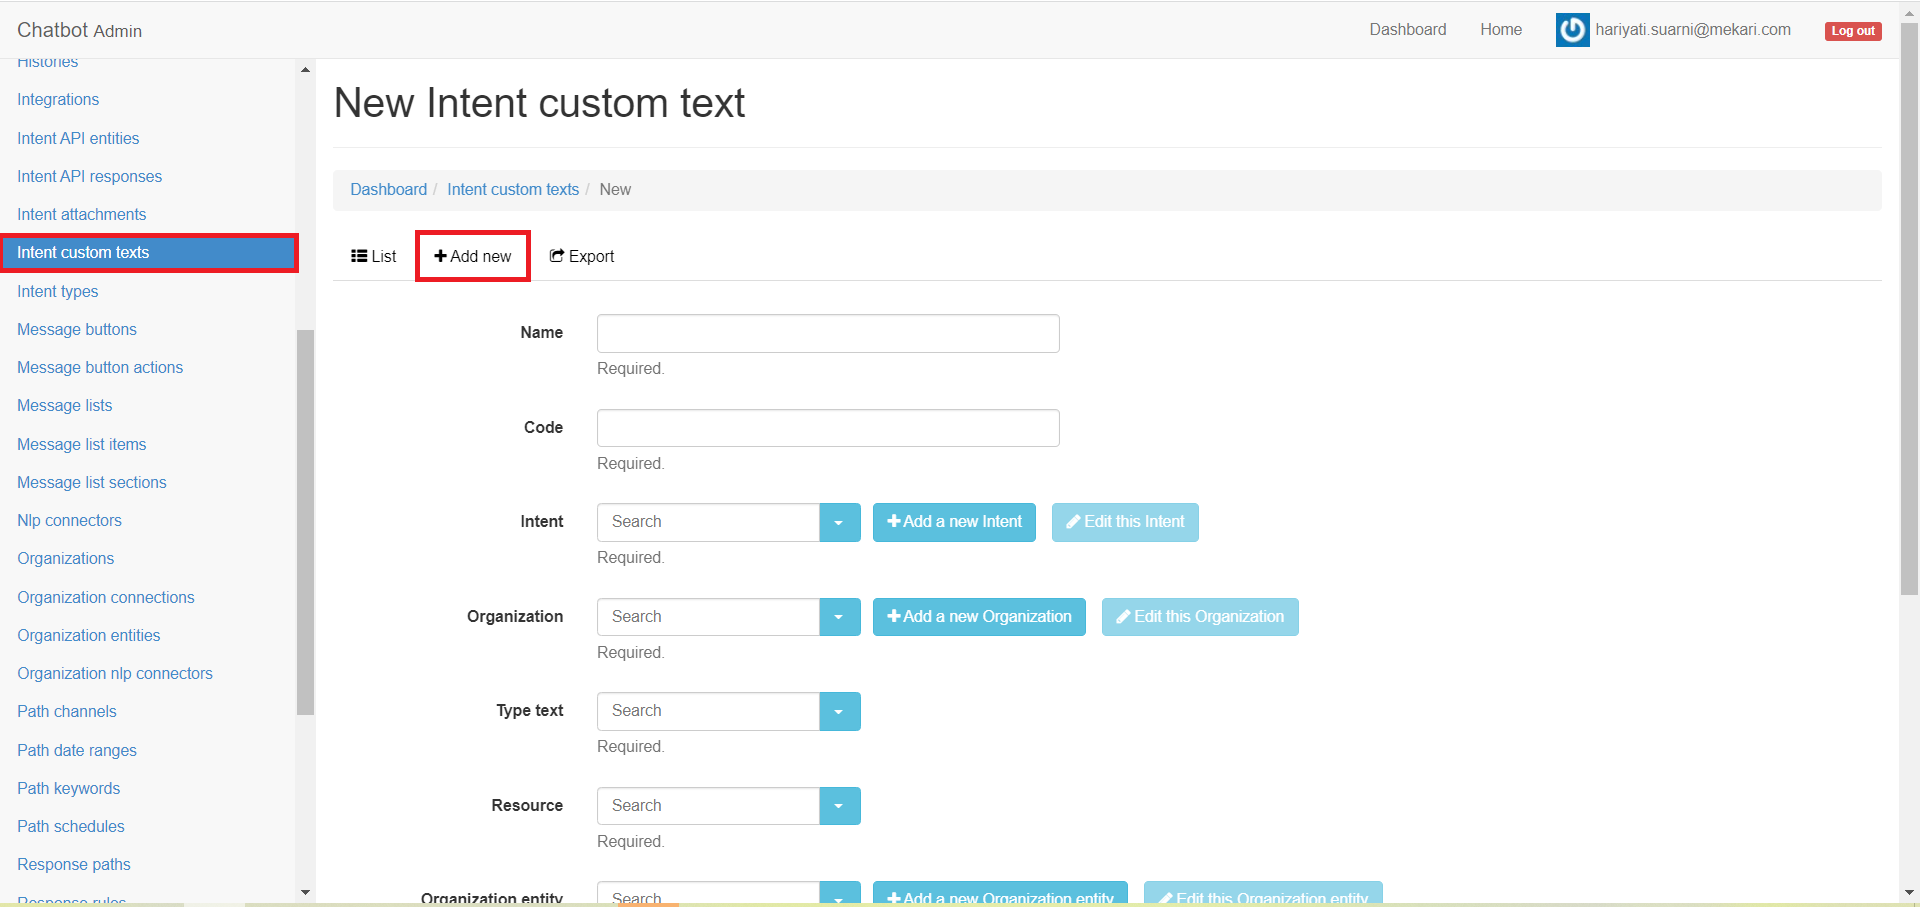 Chatbot Admin
Dashboard
Home
hariyati.suarni@mekari.com
Log out
Histories
Integrations
Intent API entities
Intent API responses
Intent attachments
Intent custom texts
Intent types
Message buttons
Message button actions
Message lists
Message list items
Message list sections
Nlp connectors
Organizations
Organization connections
Organization entities
Organization nlp connectors
Path channels
Path date ranges
Path keywords
Path schedules
Response paths
Response rules
New Intent custom text
Dashboard / Intent custom texts / New
List
Add new
Export
Name
Required.
Code
Required.
Intent
Search
Add a new Intent
Edit this Intent
Required.
Organization
Search
Add a new Organization
Edit this Organization
Required.
Type text
Search
Required.
Resource
Search
Required.
Organization entity
Search
Add a new Organization entity
Edit this Organization entity